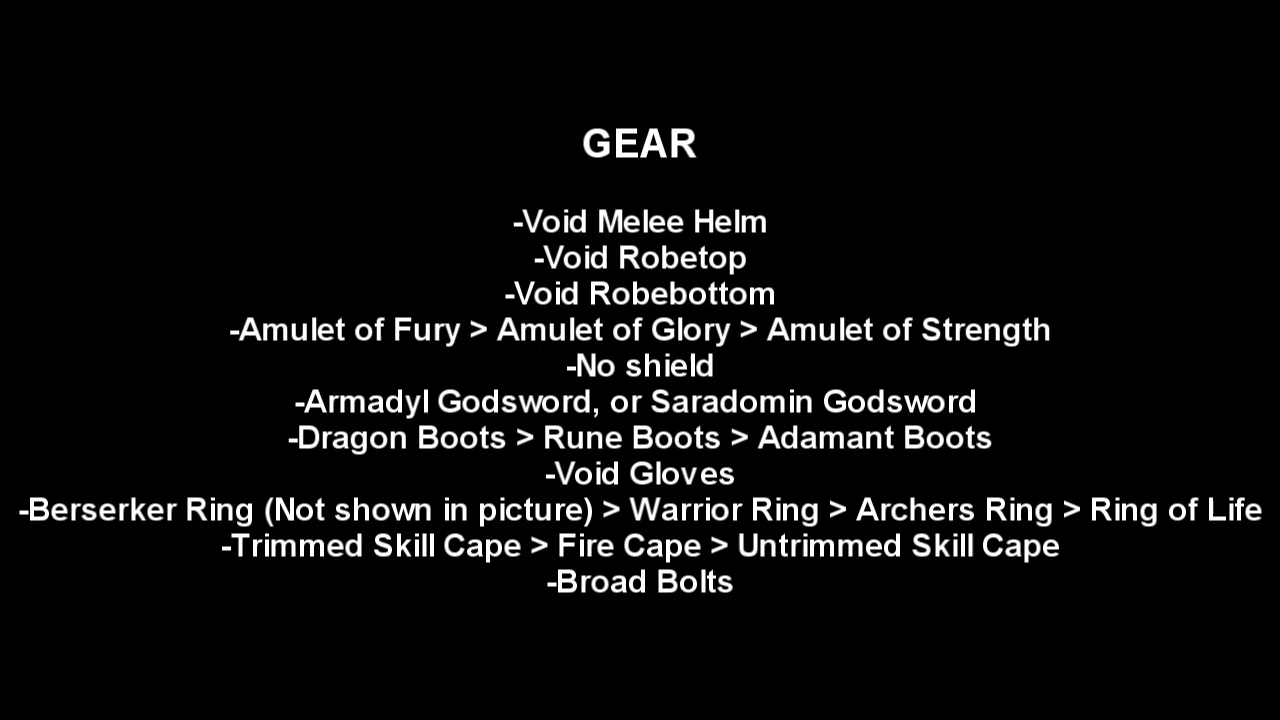 GEAR
-Void Melee Helm
-Void Robetop
-Void Robebottom
-Amulet of Fury > Amulet of Glory > Amulet of Strength
-No shield
-Armadyl Godsword, or Saradomin Godsword
-Dragon Boots > Rune Boots > Adamant Boots
-Void Gloves
-Berserker Ring (Not shown in picture) > Warrior Ring > Archers Ring > Ring of Life
-Trimmed Skill Cape > Fire Cape > Untrimmed Skill Cape
-Broad Bolts